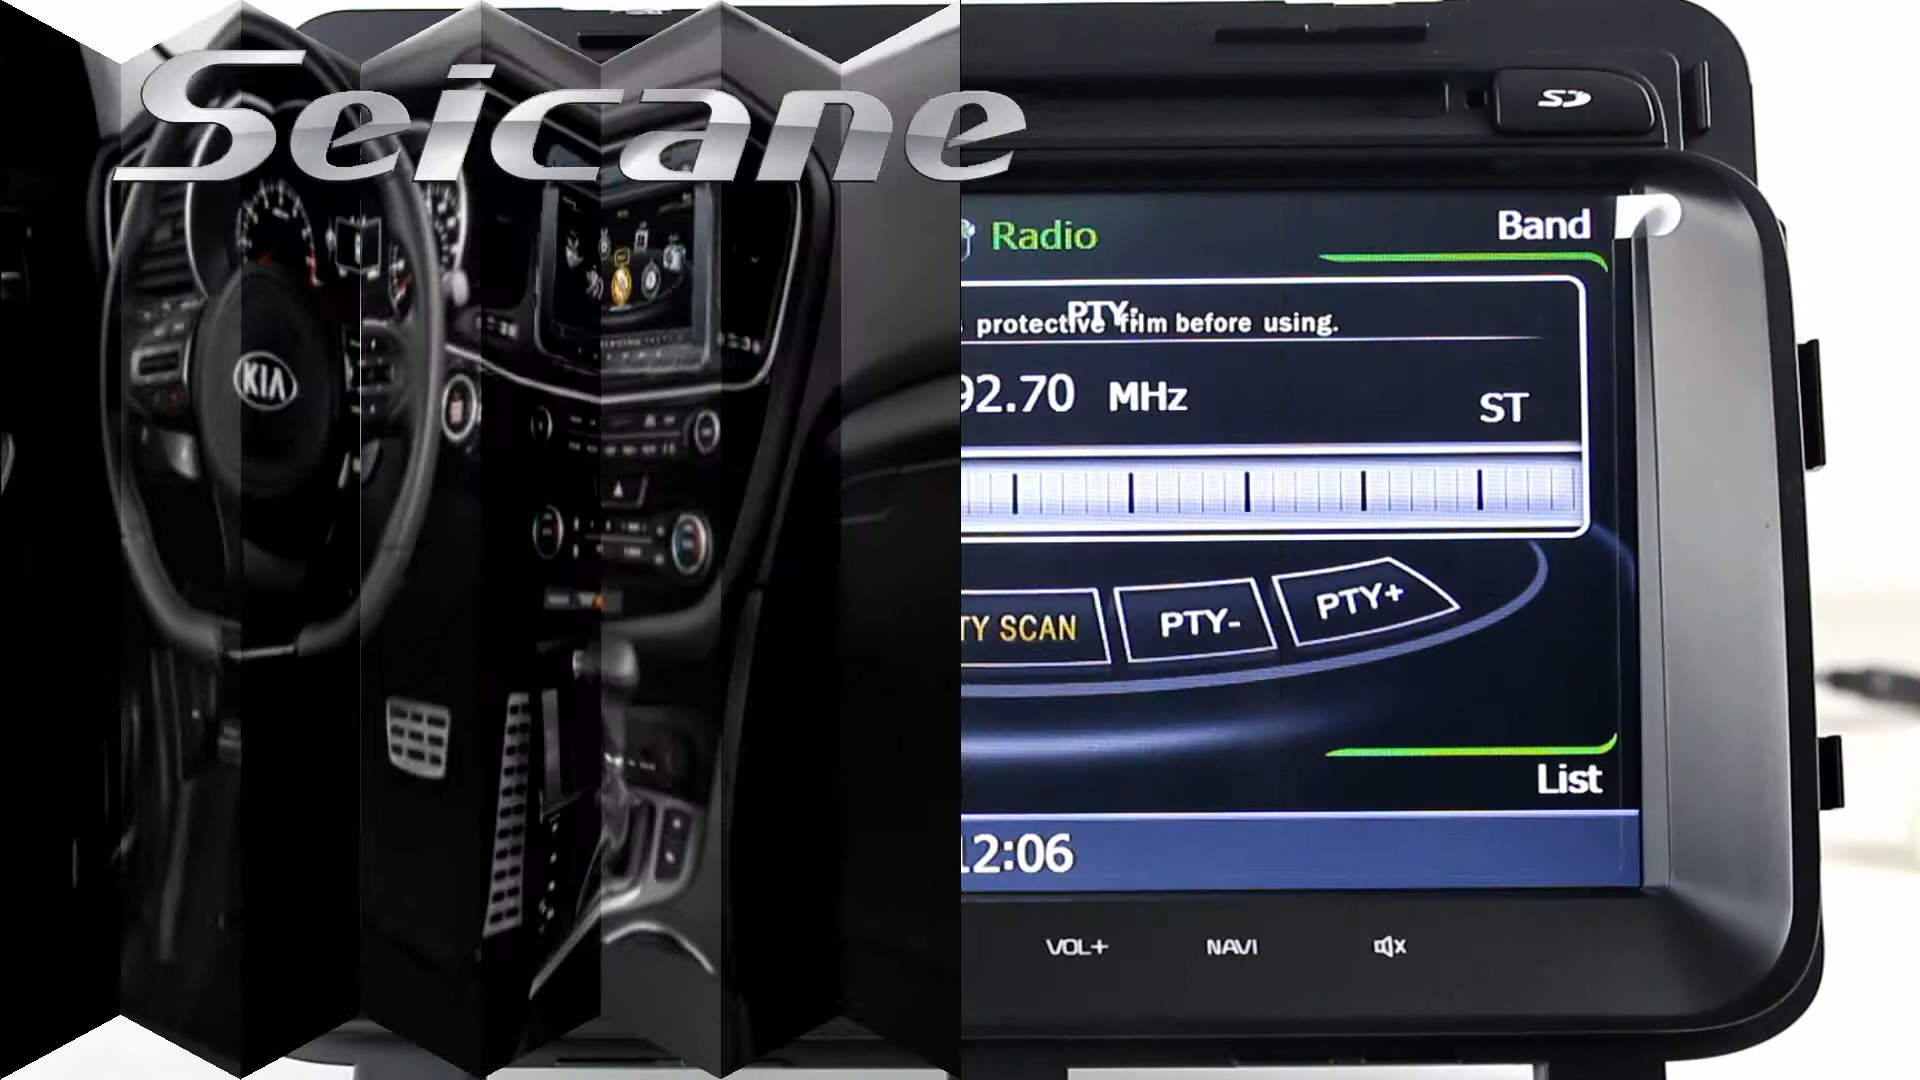 Seicane
KIA
Radio
Band
PTY:
protective film before using.
92.70 MHz
ST
TY SCAN
PTY-
PTY+
List
12:06
VOL+
NAVI